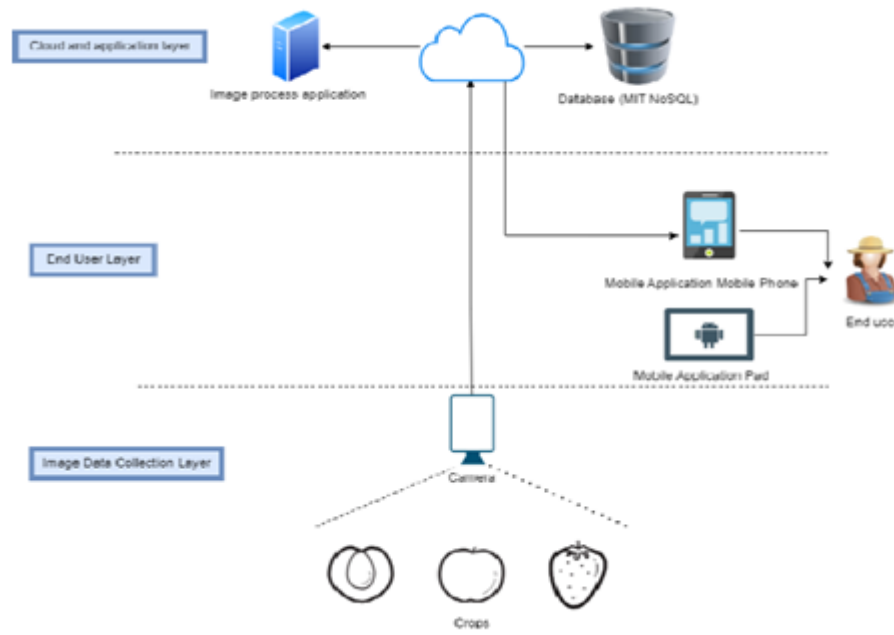 Cloud and application layer
Image process application
Database (MIT NoSQL)
End User Layer
Mobile Application Mobile Phone
End
Mobile Application Pad
Image Data Collection Layer
Camera
Crops